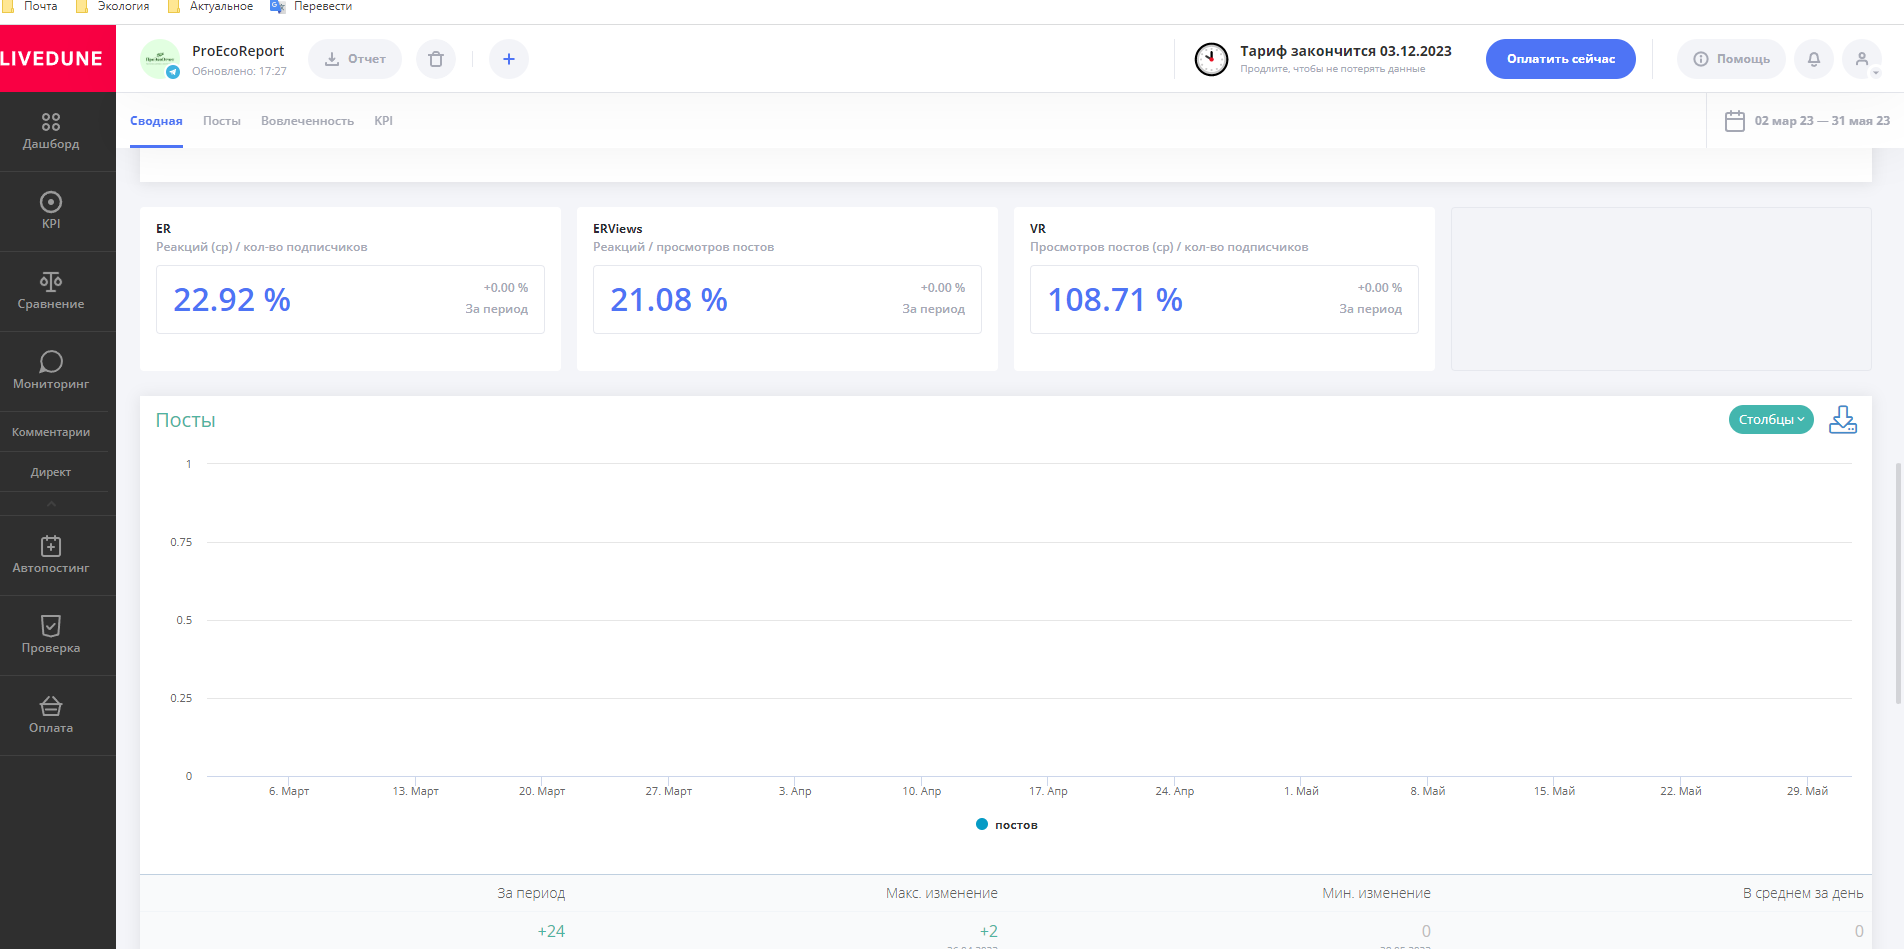 Почта Экология Актуальное Перевести
LIVEDUNE
ProEcoReport
Обновлено: 17:27
Отчет
Тариф закончится 03.12.2023
Продлите, чтобы не потерять данные
Оплатить сейчас
Помощь
Сводная Посты Вовлеченность KPI
02 мар 23 — 31 мая 23
Дашборд
KPI
Сравнение
Мониторинг
Комментарии
Директ
Автопостинг
Проверка
Оплата
ER
Реакций (ср) / кол-во подписчиков
22.92 %
+0.00 %
За период
ERViews
Реакций / просмотров постов
21.08 %
+0.00 %
За период
VR
Просмотров постов (ср) / кол-во подписчиков
108.71 %
+0.00 %
За период
Посты
Столбцы
1
0.75
0.5
0.25
0
6. Март 13. Март 20. Март 27. Март 3. Апр 10. Апр 17. Апр 24. Апр 1. Май 8. Май 15. Май 22. Май 29. Май
постов
За период Макс. изменение Мин. изменение В среднем за день
+24 +2 0 0